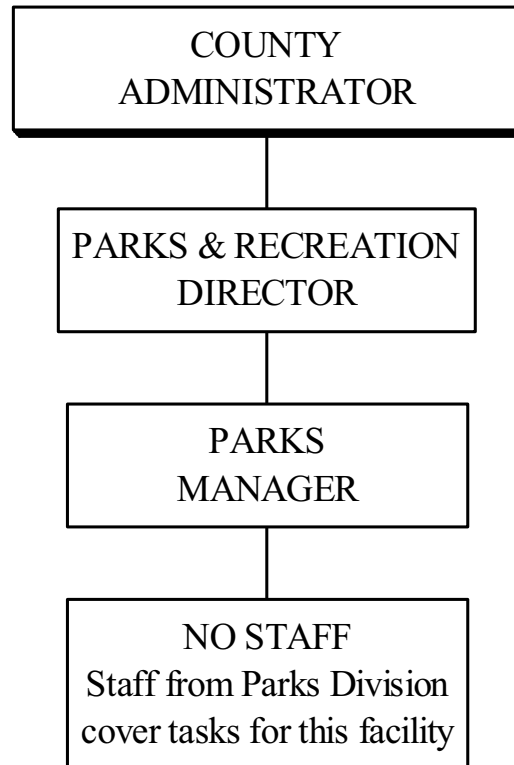 COUNTY
ADMINISTRATOR
PARKS & RECREATION
DIRECTOR
PARKS
MANAGER
NO STAFF
Staff from Parks Division
cover tasks for this facility